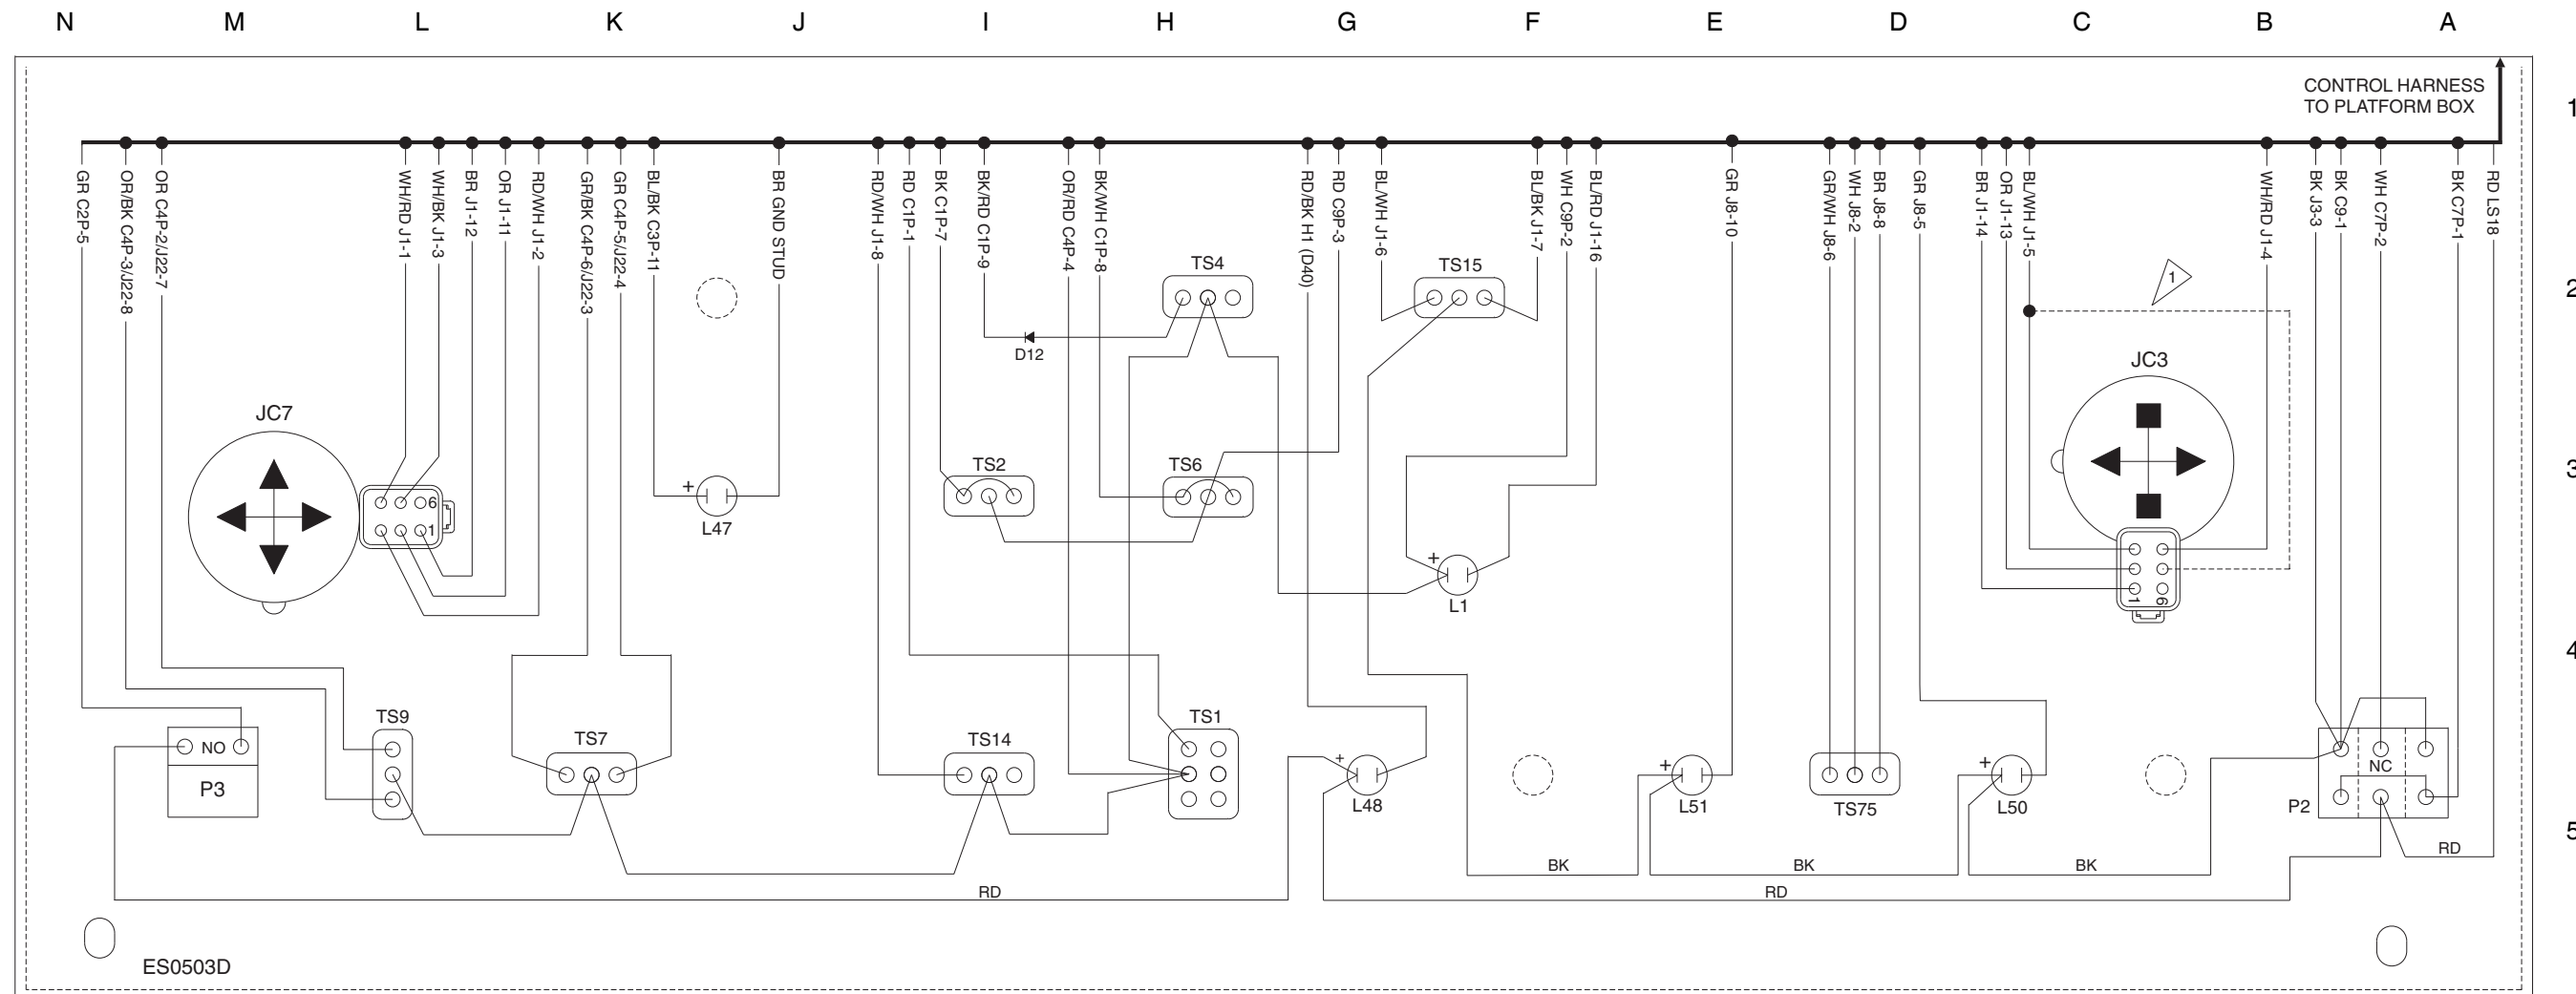 N M L K J I H G F E D C B A
CONTROL HARNESS
TO PLATFORM BOX
1
2
3
4
5
GR C2P-5
OR/BK C4P-3/J22-8
OR C4P-2/J22-7
WH/RD J1-1
WH/BK J1-3
BR J1-12
OR J1-11
RD/WH J1-2
GR/BK C4P-6/J22-3
GR C4P-5/J22-4
BL/BK C3P-11
BR GND STUD
RD/WH J1-8
RD C1P-1
BK C1P-7
BK/RD C1P-9
OR/RD C4P-4
BK/WH C1P-8
RD/BK H1 (D40)
RD C9P-3
BL/WH J1-6
BL/BK J1-7
WH C9P-2
BL/RD J1-16
GR J8-10
GR/WH J8-6
WH J8-2
BR J8-8
GR J8-5
BR J1-14
OR J1-13
BL/WH J1-5
WH/RD J1-4
BK J3-3
BK C9-1
WH C7P-2
BK C7P-1
RD LS18
TS4
TS15
1
D12
JC3
JC7
TS2
TS6
6
1
+
L47
+
L1
1
6
TS9
TS7
TS14
TS1
NO
P3
+
L48
+
L51
TS75
+
L50
NC
P2
BK
BK
BK
RD
RD
RD
ES0503D